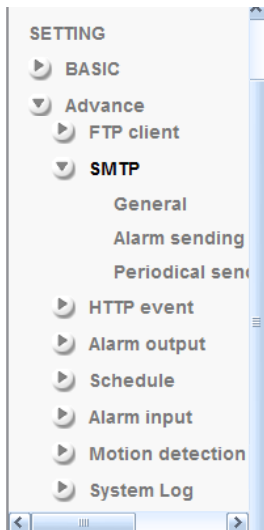 SETTING
BASIC
Advance
FTP client
SMTP
General
Alarm sending
Periodical
HTTP event
Alarm output
Schedule
Alarm input
Motion detection
System Log